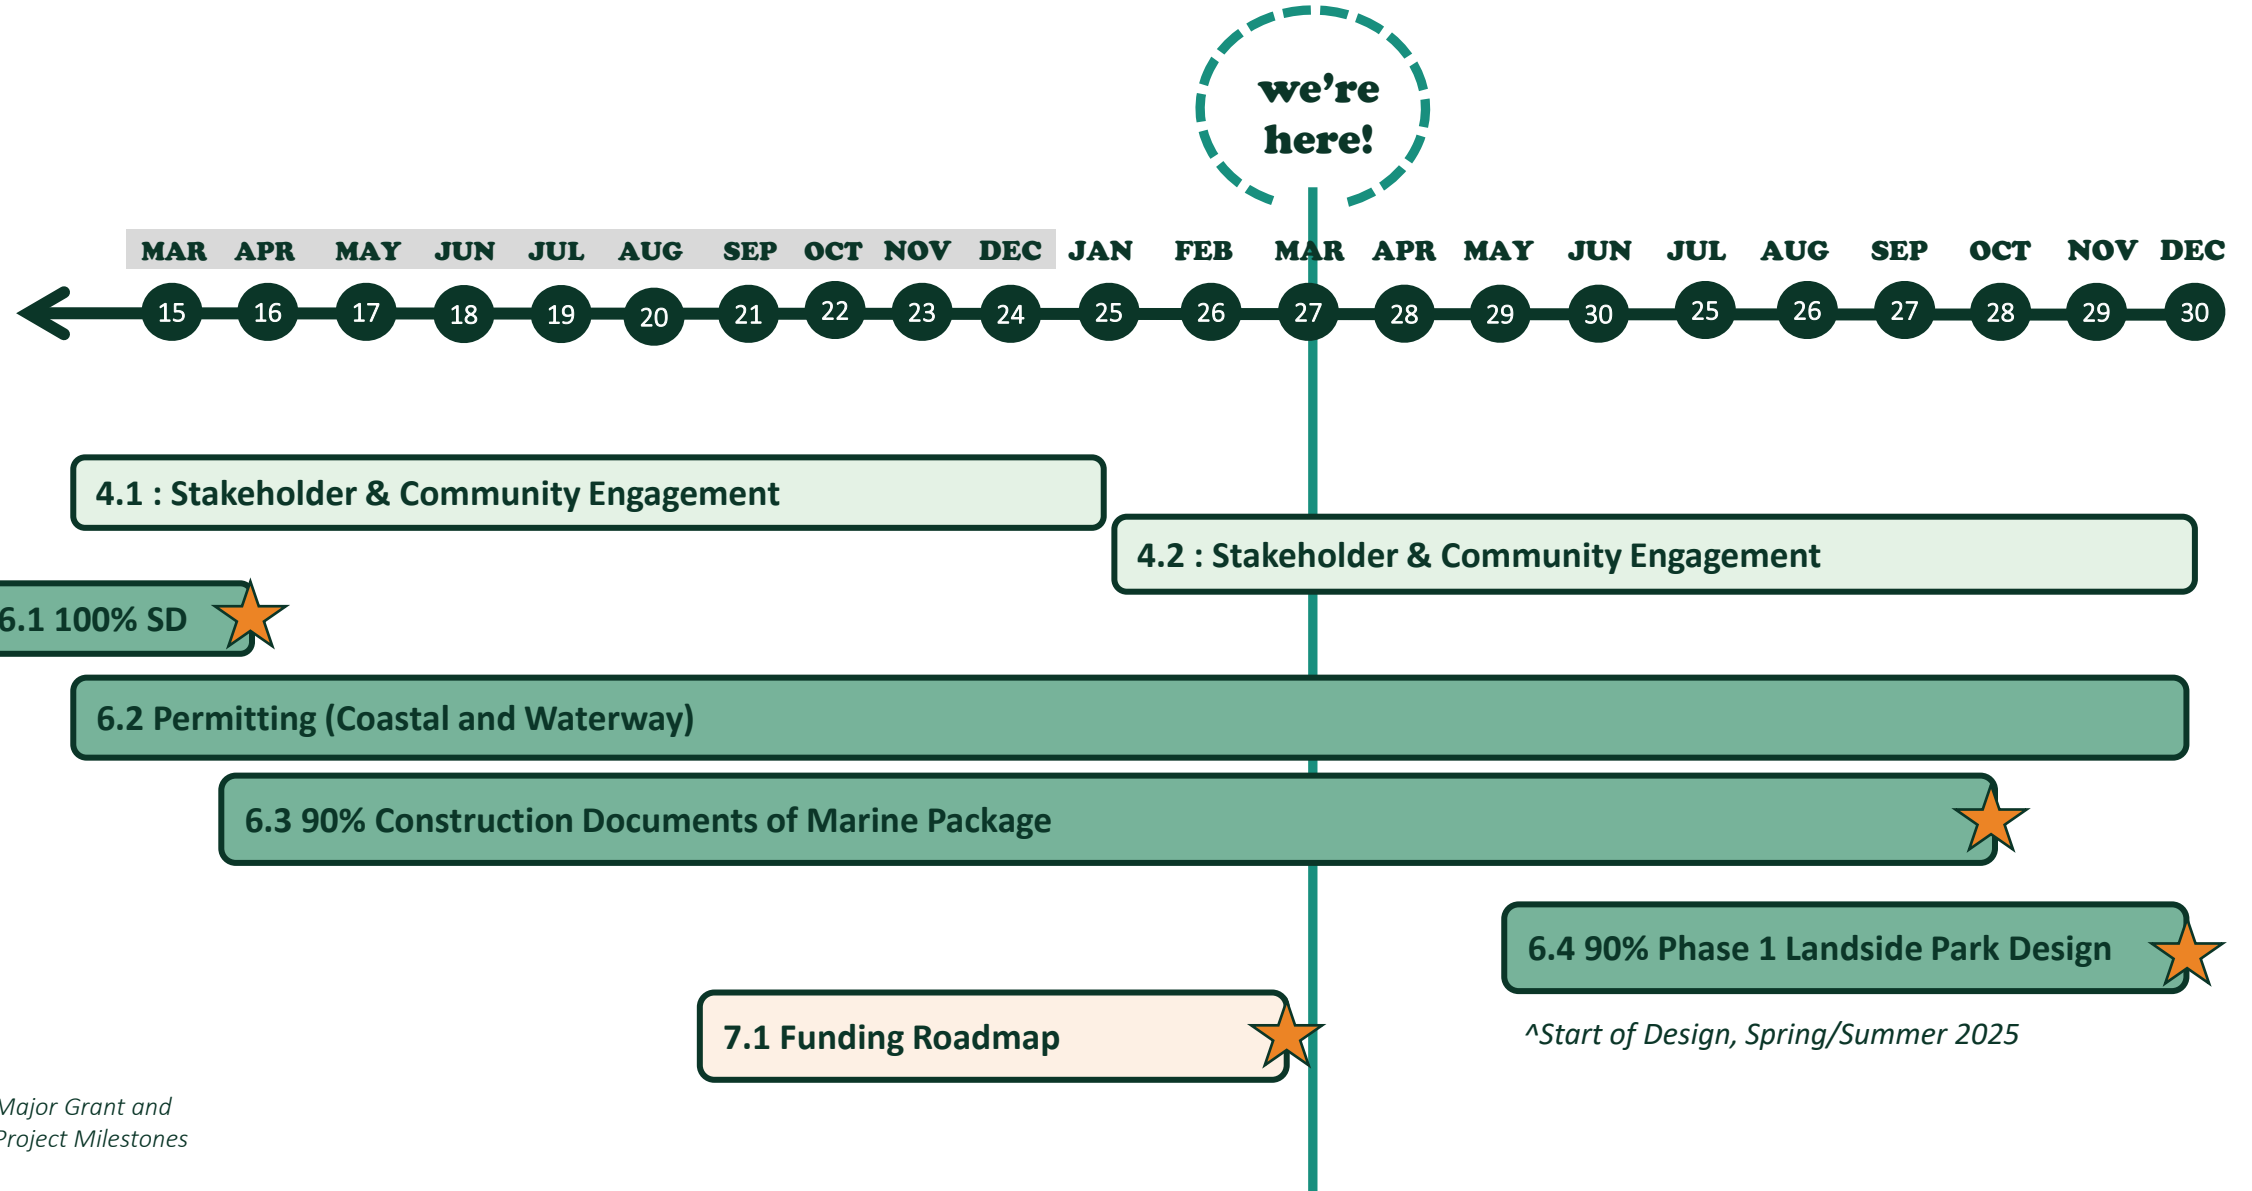 we're
here!
MAR APR MAY JUN JUL AUG SEP OCT NOV DEC JAN FEB MAR APR MAY JUN JUL AUG SEP OCT NOV DEC
15 16 17 18 19 20 21 22 23 24 25 26 27 28 29 30 25 26 27 28 29 30
4.1 : Stakeholder & Community Engagement
4.2 : Stakeholder & Community Engagement
6.1 100% SD
6.2 Permitting (Coastal and Waterway)
6.3 90% Construction Documents of Marine Package
6.4 90% Phase 1 Landside Park Design
^Start of Design, Spring/Summer 2025
7.1 Funding Roadmap
Major Grant and
Project Milestones